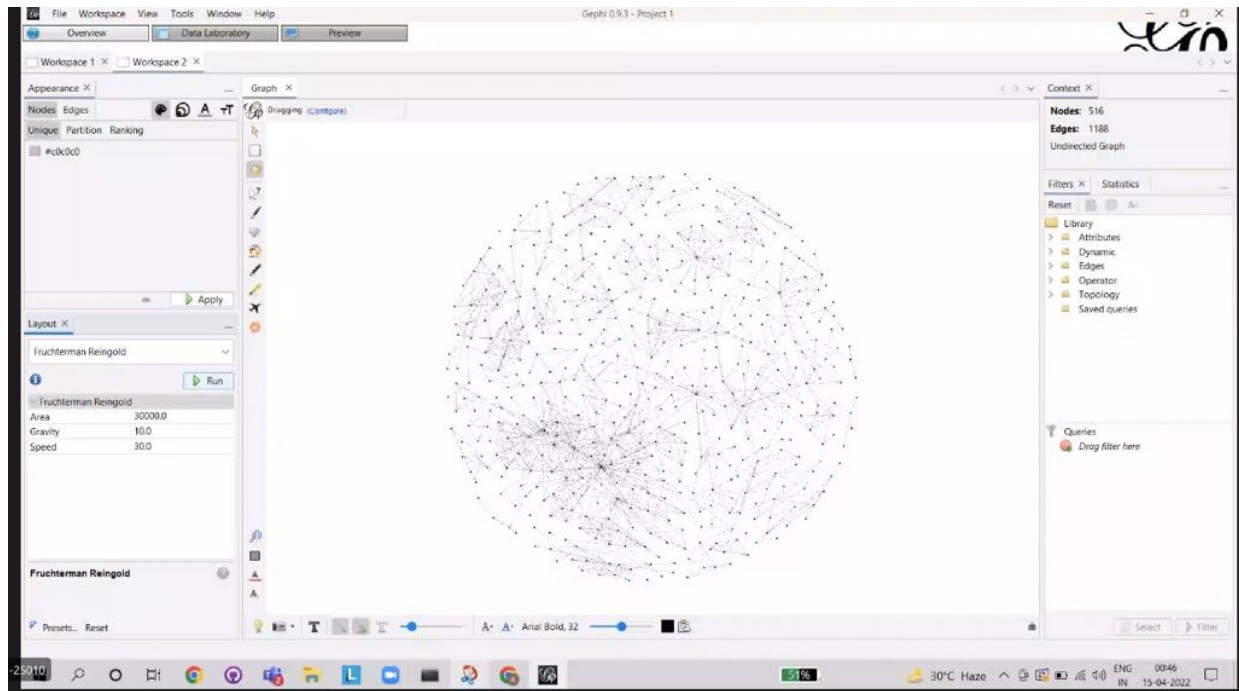 File Workspace View Tools Window Help
Gephi 0.9.3 - Project 1
Overview Data Laboratory Preview
Workspace 1 Workspace 2
Appearance
Nodes Edges
Unique Partition Ranking
#c0c0c0
Apply
Layout
Fruchterman Reingold
Run
Fruchterman Reingold
Area 30000.0
Gravity 10.0
Speed 30.0
Fruchterman Reingold
Presets... Reset
Graph
Dragging (Configure)
Arial Bold, 32
Context
Nodes: 516
Edges: 1188
Undirected Graph
Filters Statistics
Reset
Library
Attributes
Dynamic
Edges
Operator
Topology
Saved queries
Queries
Drag filter here
Select Filter
-25010
51%
30°C Haze
ENG
IN
00:46
15-04-2022